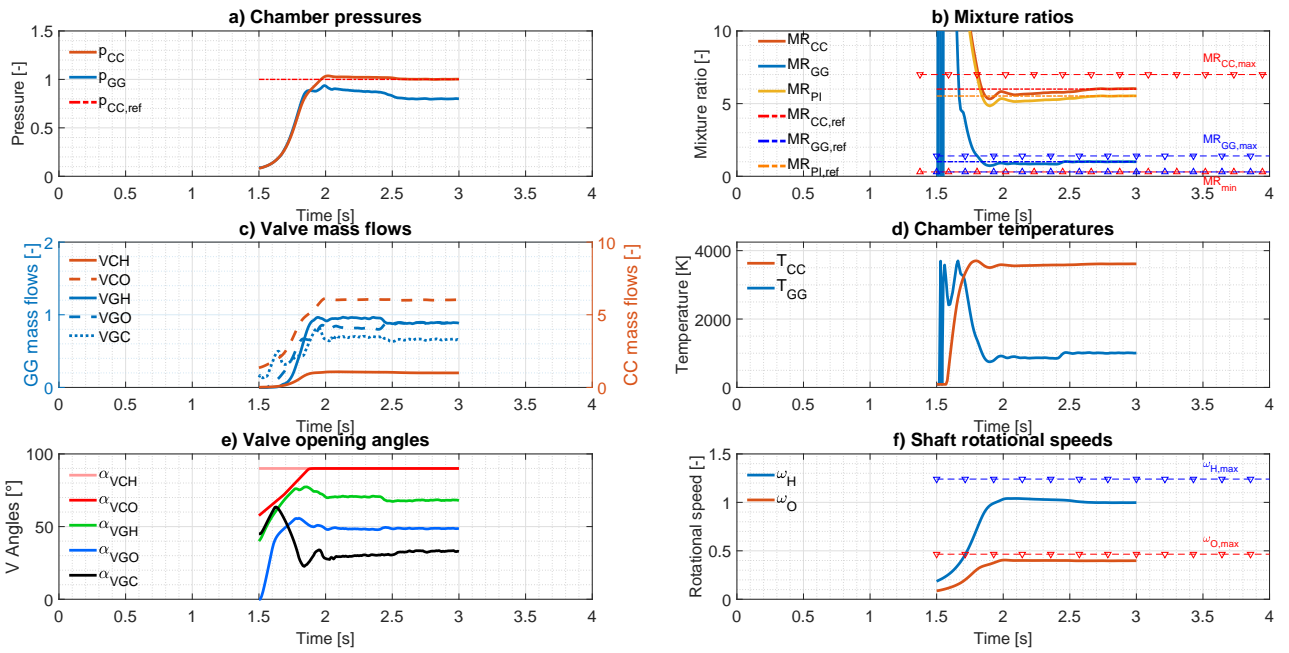 a) Chamber pressures
Pressure [-]
1.5
1
0.5
0
p_CC
p_GG
p_CC,ref
0 0.5 1 1.5 2 2.5 3 3.5 4
Time [s]
b) Mixture ratios
Mixture ratio [-]
10
5
0
MR_CC
MR_GG
MR_PI
MR_CC,ref
MR_GG,ref
MR_PI,ref
MR_CC,max
MR_GG,max
MR_min
0 0.5 1 1.5 2 2.5 3 3.5 4
Time [s]
c) Valve mass flows
GG mass flows [-]
2
1
0
VCH
VCO
VGH
VGO
VGC
10
5
0
CC mass flows [-]
0 0.5 1 1.5 2 2.5 3 3.5 4
Time [s]
d) Chamber temperatures
Temperature [K]
4000
2000
0
T_CC
T_GG
0 0.5 1 1.5 2 2.5 3 3.5 4
Time [s]
e) Valve opening angles
V Angles [°]
100
50
0
α_VCH
α_VCO
α_VGH
α_VGO
α_VGC
0 0.5 1 1.5 2 2.5 3 3.5 4
Time [s]
f) Shaft rotational speeds
Rotational speed [-]
1.5
1
0.5
0
ω_H
ω_O
ω_H,max
ω_O,max
0 0.5 1 1.5 2 2.5 3 3.5 4
Time [s]